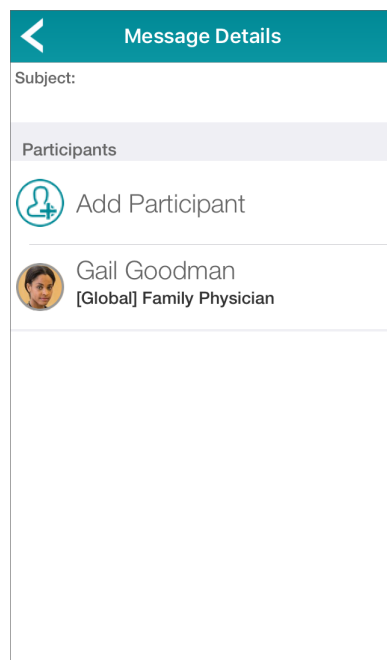 Message Details
Subject:
Participants
Add Participant
Gail Goodman
[Global] Family Physician